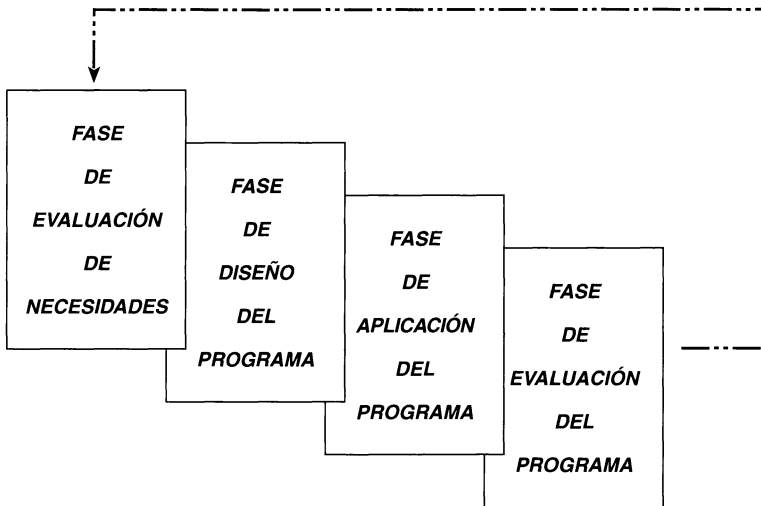 FASE
DE
EVALUACIÓN
DE
NECESIDADES
FASE
DE
DISEÑO
DEL
PROGRAMA
FASE
DE
APLICACIÓN
DEL
PROGRAMA
FASE
DE
EVALUACIÓN
DEL
PROGRAMA